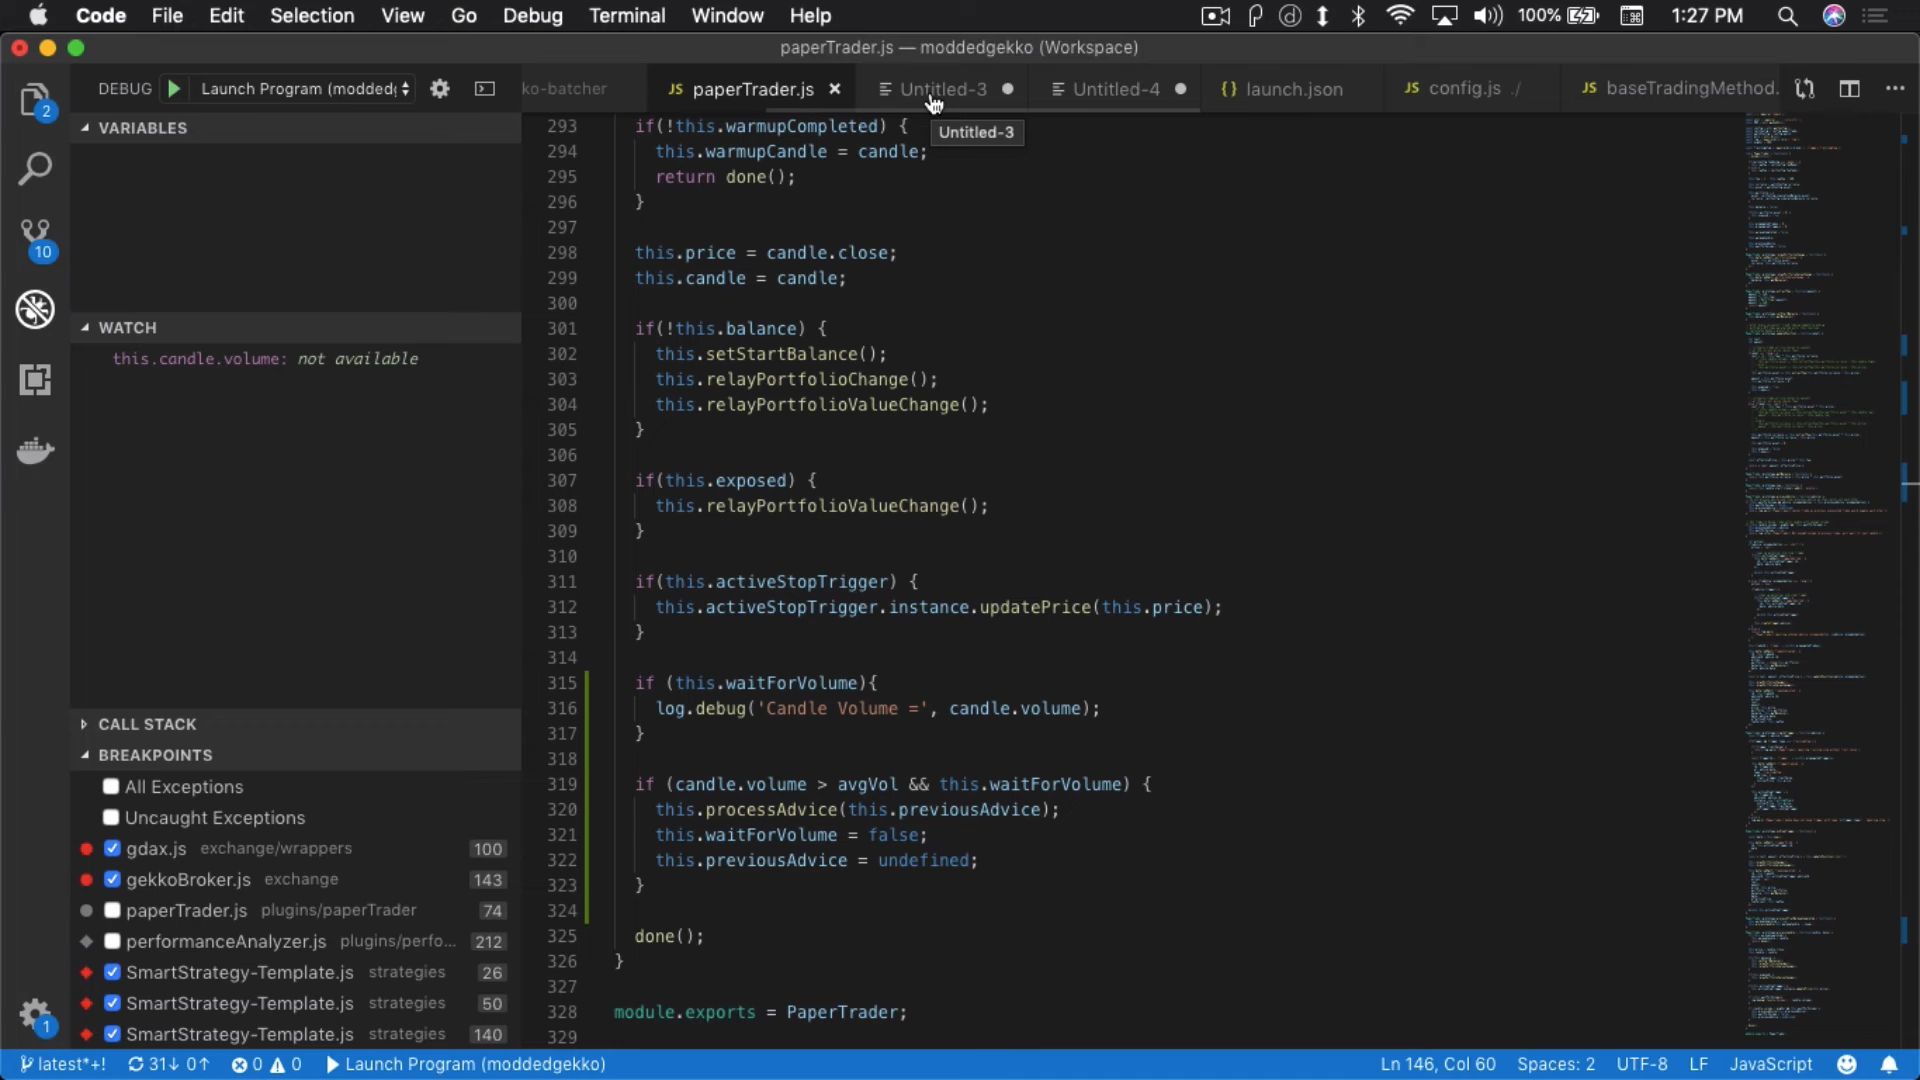 Code File Edit Selection View Go Debug Terminal Window Help 100% 1:27 PM
paperTrader.js — moddedgekko (Workspace)
DEBUG Launch Program (moddedg
ko-batcher JS paperTrader.js Untitled-3 Untitled-4 {} launch.json JS config.js ./ JS baseTradingMethod.
Untitled-3
VARIABLES
WATCH
this.candle.volume: not available
CALL STACK
BREAKPOINTS
All Exceptions
Uncaught Exceptions
gdax.js exchange/wrappers 100
gekkoBroker.js exchange 143
paperTrader.js plugins/paperTrader 74
performanceAnalyzer.js plugins/perfo... 212
SmartStrategy-Template.js strategies 26
SmartStrategy-Template.js strategies 50
SmartStrategy-Template.js strategies 140
2
10
1
293 if(!this.warmupCompleted) {
294 this.warmupCandle = candle;
295 return done();
296 }
297
298 this.price = candle.close;
299 this.candle = candle;
300
301 if(!this.balance) {
302 this.setStartBalance();
303 this.relayPortfolioChange();
304 this.relayPortfolioValueChange();
305 }
306
307 if(this.exposed) {
308 this.relayPortfolioValueChange();
309 }
310
311 if(this.activeStopTrigger) {
312 this.activeStopTrigger.instance.updatePrice(this.price);
313 }
314
315 if (this.waitForVolume){
316 log.debug('Candle Volume =', candle.volume);
317 }
318
319 if (candle.volume > avgVol && this.waitForVolume) {
320 this.processAdvice(this.previousAdvice);
321 this.waitForVolume = false;
322 this.previousAdvice = undefined;
323 }
324
325 done();
326 }
327
328 module.exports = PaperTrader;
329
latest*+! 31↓ 0↑ 0 0 Launch Program (moddedgekko) Ln 146, Col 60 Spaces: 2 UTF-8 LF JavaScript